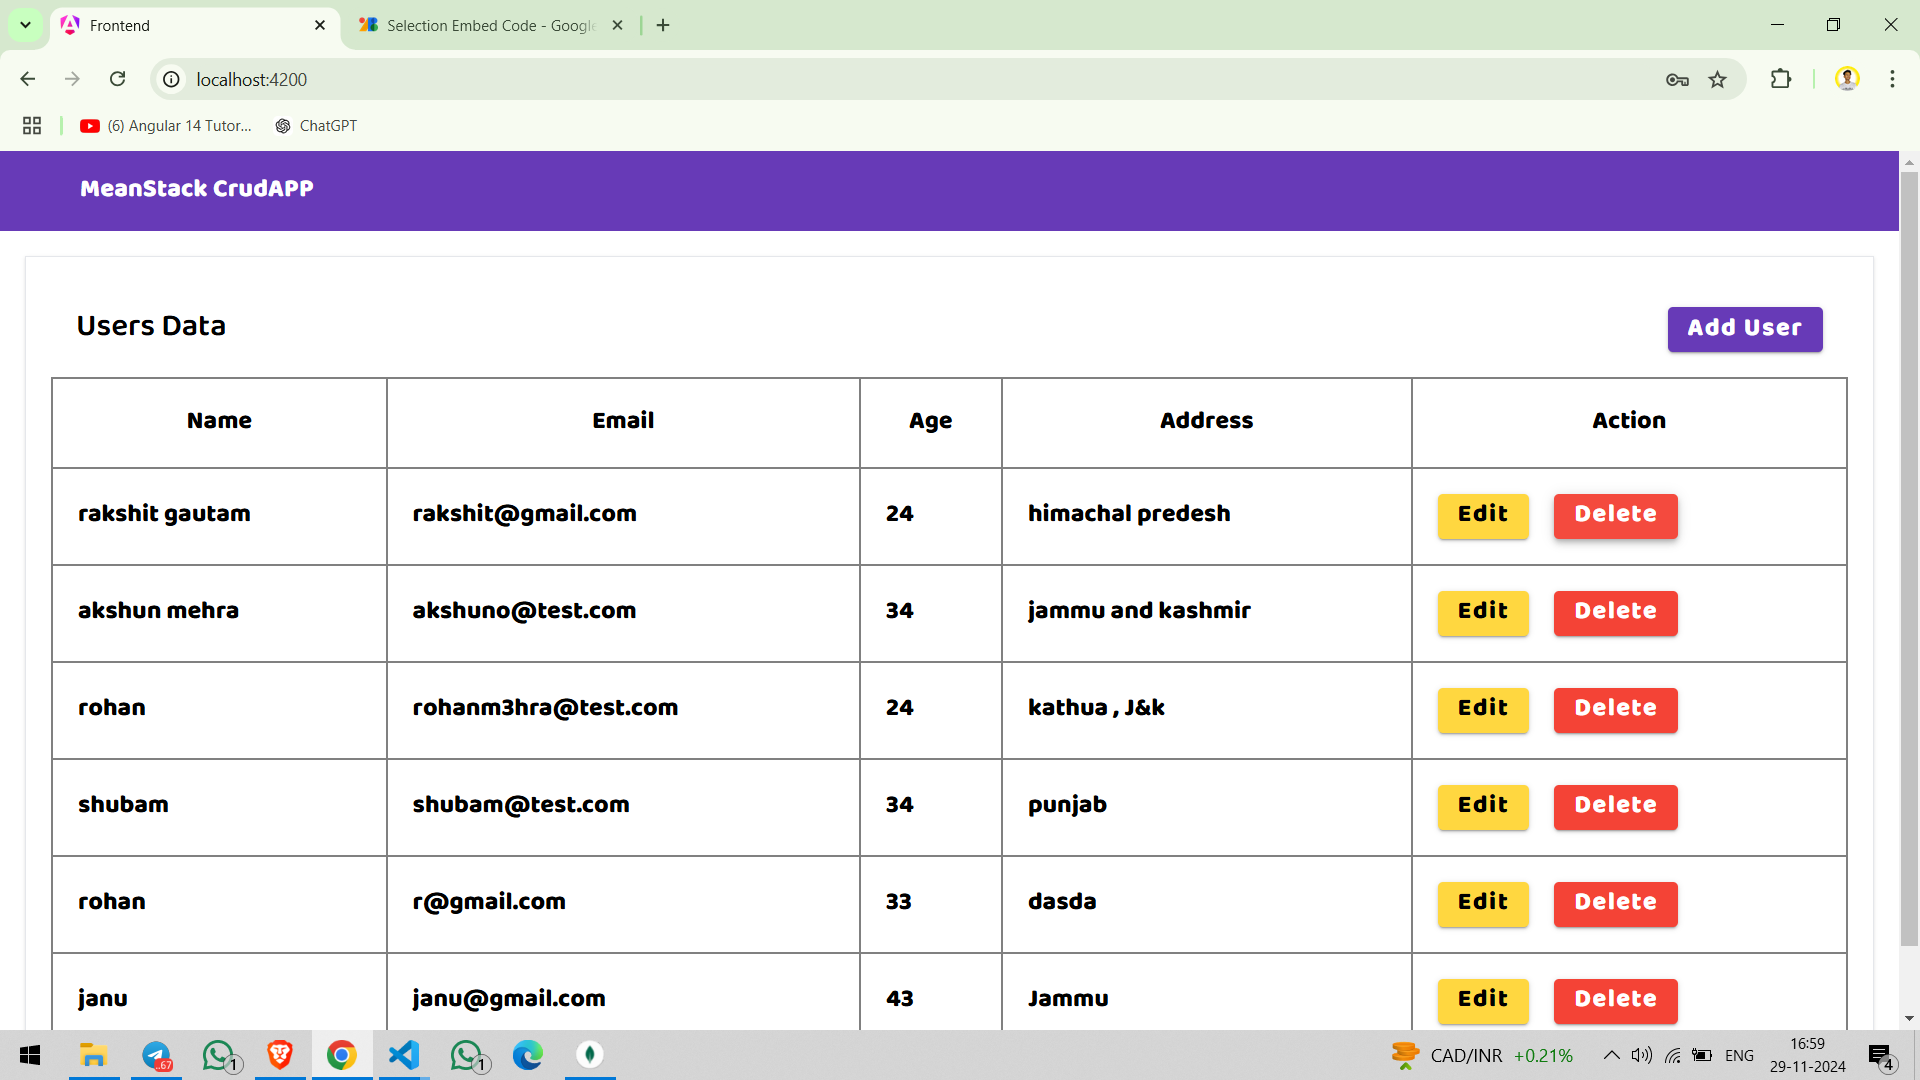 Frontend
Selection Embed Code - Google
localhost:4200
(6) Angular 14 Tutor...
ChatGPT
MeanStack CrudAPP
Users Data
Add User
Name Email Age Address Action
rakshit gautam rakshit@gmail.com 24 himachal predesh Edit Delete
akshun mehra akshuno@test.com 34 jammu and kashmir Edit Delete
rohan rohanm3hra@test.com 24 kathua , J&k Edit Delete
shubam shubam@test.com 34 punjab Edit Delete
rohan r@gmail.com 33 dasda Edit Delete
janu janu@gmail.com 43 Jammu Edit Delete
..67
1
1
CAD/INR +0.21%
ENG
16:59
29-11-2024
4